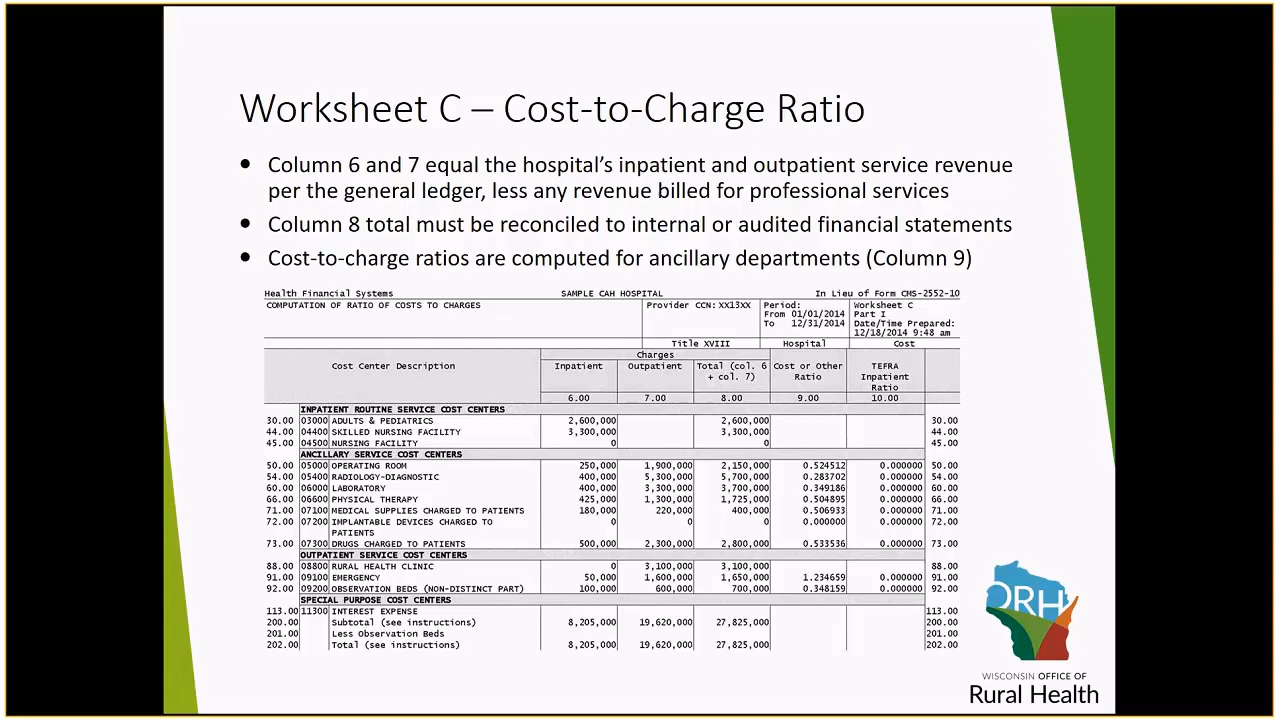 Worksheet C – Cost-to-Charge Ratio
• Column 6 and 7 equal the hospital's inpatient and outpatient service revenue
per the general ledger, less any revenue billed for professional services
• Column 8 total must be reconciled to internal or audited financial statements
• Cost-to-charge ratios are computed for ancillary departments (Column 9)
Health Financial Systems SAMPLE CAH HOSPITAL In Lieu of Form CMS-2552-10
COMPUTATION OF RATIO OF COSTS TO CHARGES Provider CCN: XX13XX Period: Worksheet C
From 01/01/2014 Part I
To 12/31/2014 Date/Time Prepared:
12/18/2014 9:48 am
Title XVIII Hospital Cost
Charges
Cost Center Description Inpatient Outpatient Total (col. 6 Cost or Other TEFRA
+ col. 7) Ratio Inpatient
Ratio
6.00 7.00 8.00 9.00 10.00
INPATIENT ROUTINE SERVICE COST CENTERS
30.00 03000 ADULTS & PEDIATRICS 2,600,000 2,600,000 30.00
44.00 04400 SKILLED NURSING FACILITY 3,300,000 3,300,000 44.00
45.00 04500 NURSING FACILITY 0 0 45.00
ANCILLARY SERVICE COST CENTERS
50.00 05000 OPERATING ROOM 250,000 1,900,000 2,150,000 0.524512 0.000000 50.00
54.00 05400 RADIOLOGY-DIAGNOSTIC 400,000 5,300,000 5,700,000 0.283702 0.000000 54.00
60.00 06000 LABORATORY 400,000 3,300,000 3,700,000 0.349186 0.000000 60.00
66.00 06600 PHYSICAL THERAPY 425,000 1,300,000 1,725,000 0.504895 0.000000 66.00
71.00 07100 MEDICAL SUPPLIES CHARGED TO PATIENTS 180,000 220,000 400,000 0.506933 0.000000 71.00
72.00 07200 IMPLANTABLE DEVICES CHARGED TO 0 0 0 0.000000 0.000000 72.00
PATIENTS
73.00 07300 DRUGS CHARGED TO PATIENTS 500,000 2,300,000 2,800,000 0.533536 0.000000 73.00
OUTPATIENT SERVICE COST CENTERS
88.00 08800 RURAL HEALTH CLINIC 0 3,100,000 3,100,000 88.00
91.00 09100 EMERGENCY 50,000 1,600,000 1,650,000 1.234659 0.000000 91.00
92.00 09200 OBSERVATION BEDS (NON-DISTINCT PART) 100,000 600,000 700,000 0.348159 0.000000 92.00
SPECIAL PURPOSE COST CENTERS
113.00 11300 INTEREST EXPENSE 113.00
200.00 Subtotal (see instructions) 8,205,000 19,620,000 27,825,000 200.00
201.00 Less Observation Beds 201.00
202.00 Total (see instructions) 8,205,000 19,620,000 27,825,000 202.00
ORH
WISCONSIN OFFICE OF
Rural Health